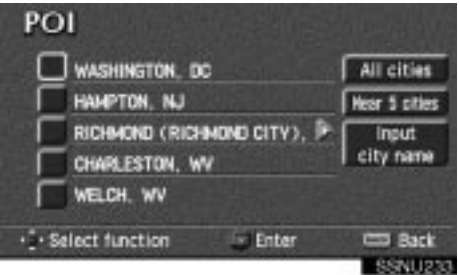 POI
WASHINGTON, DC
All cities
HAMPTON, NJ
Near 5 cities
RICHMOND (RICHMOND CITY),
Input
city name
CHARLESTON, WV
WELCH, WV
Select function
Enter
Back
SSNU233